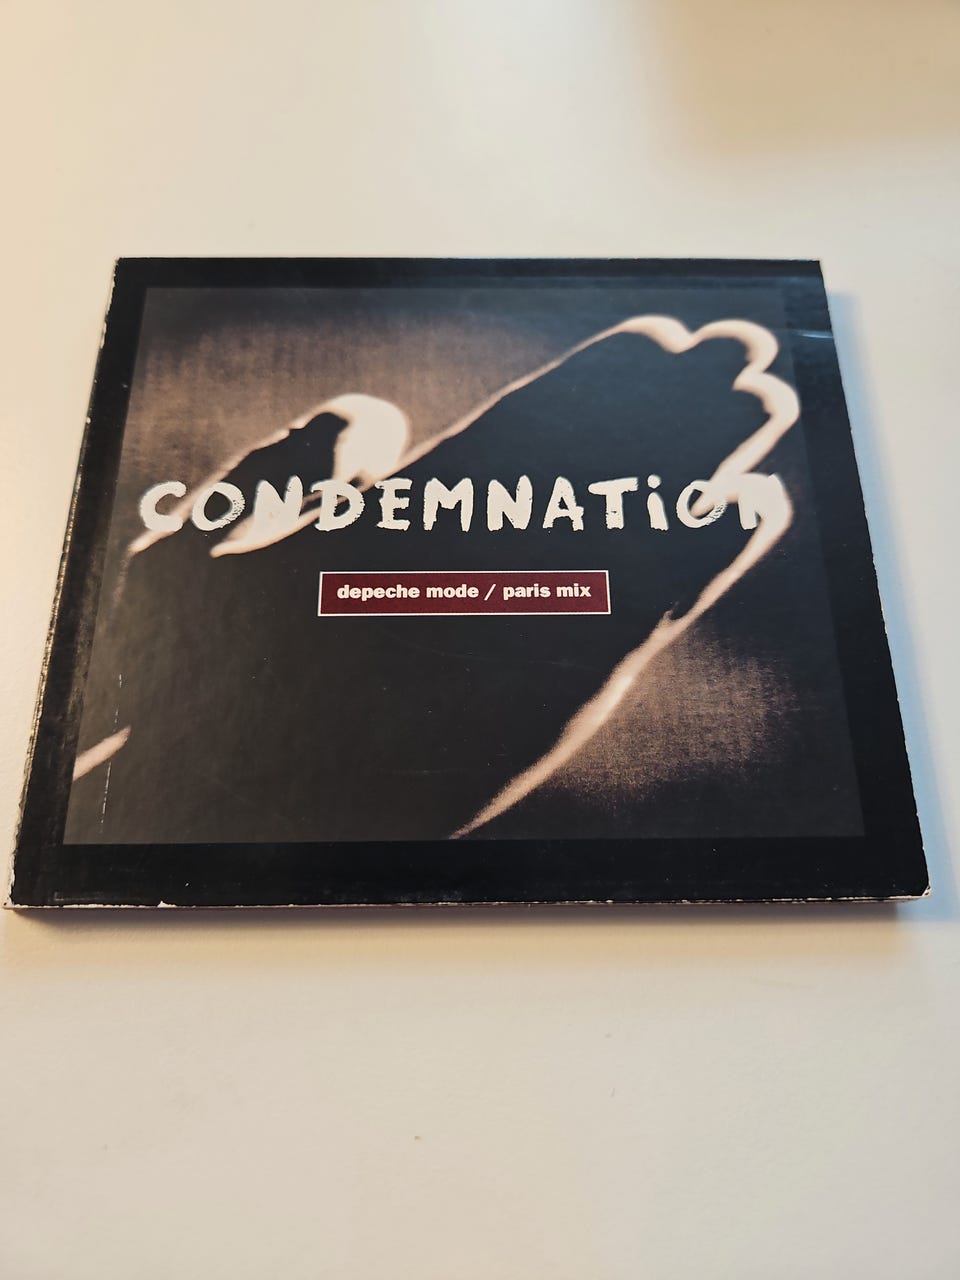 CONDEMNATiON
depeche mode / paris mix